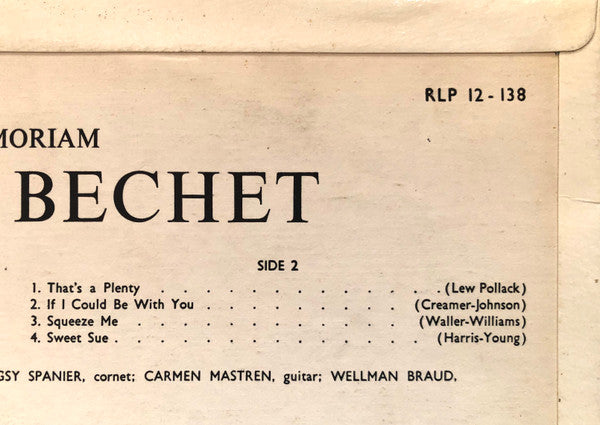 RLP 12 - 138
MORIAM
BECHET
SIDE 2
1. That's a Plenty . . . . . . . . . . . . . (Lew Pollack)
2. If I Could Be With You . . . . . . . . . (Creamer-Johnson)
3. Squeeze Me . . . . . . . . . . . . . (Waller-Williams)
4. Sweet Sue . . . . . . . . . . . . . . (Harris-Young)
GSY SPANIER, cornet; CARMEN MASTREN, guitar; WELLMAN BRAUD,